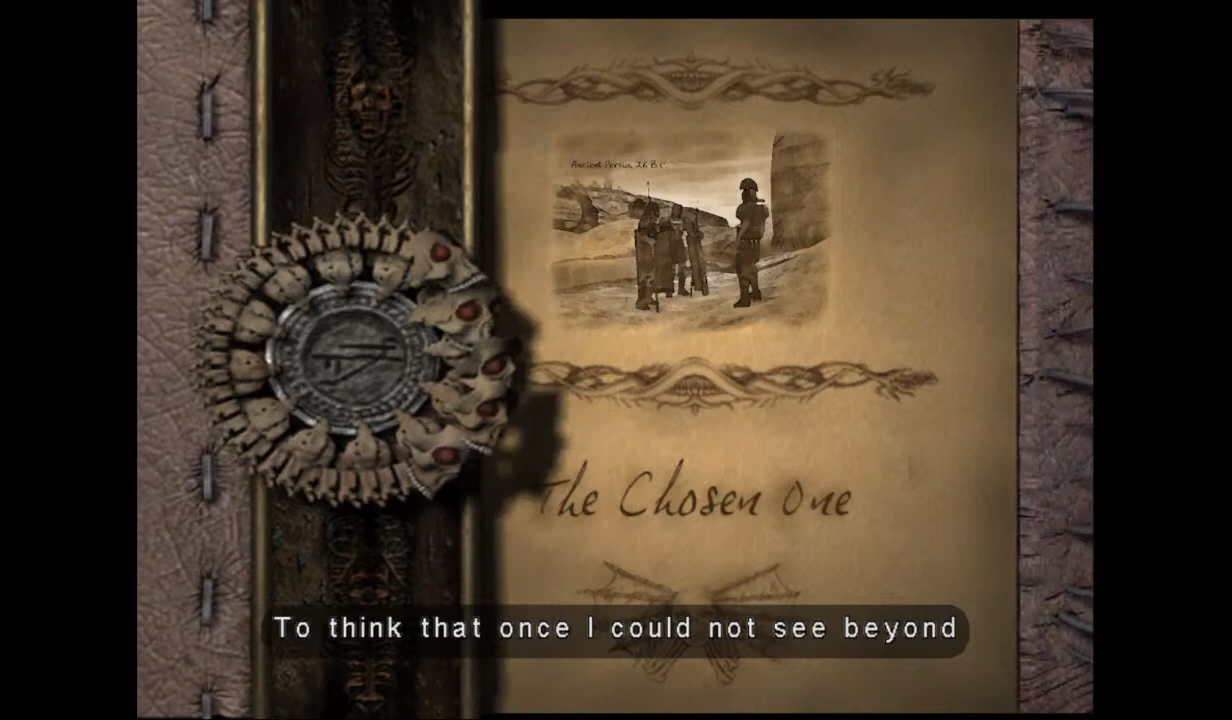 Ancient Persia, 26 B.C
The Chosen One
To think that once I could not see beyond